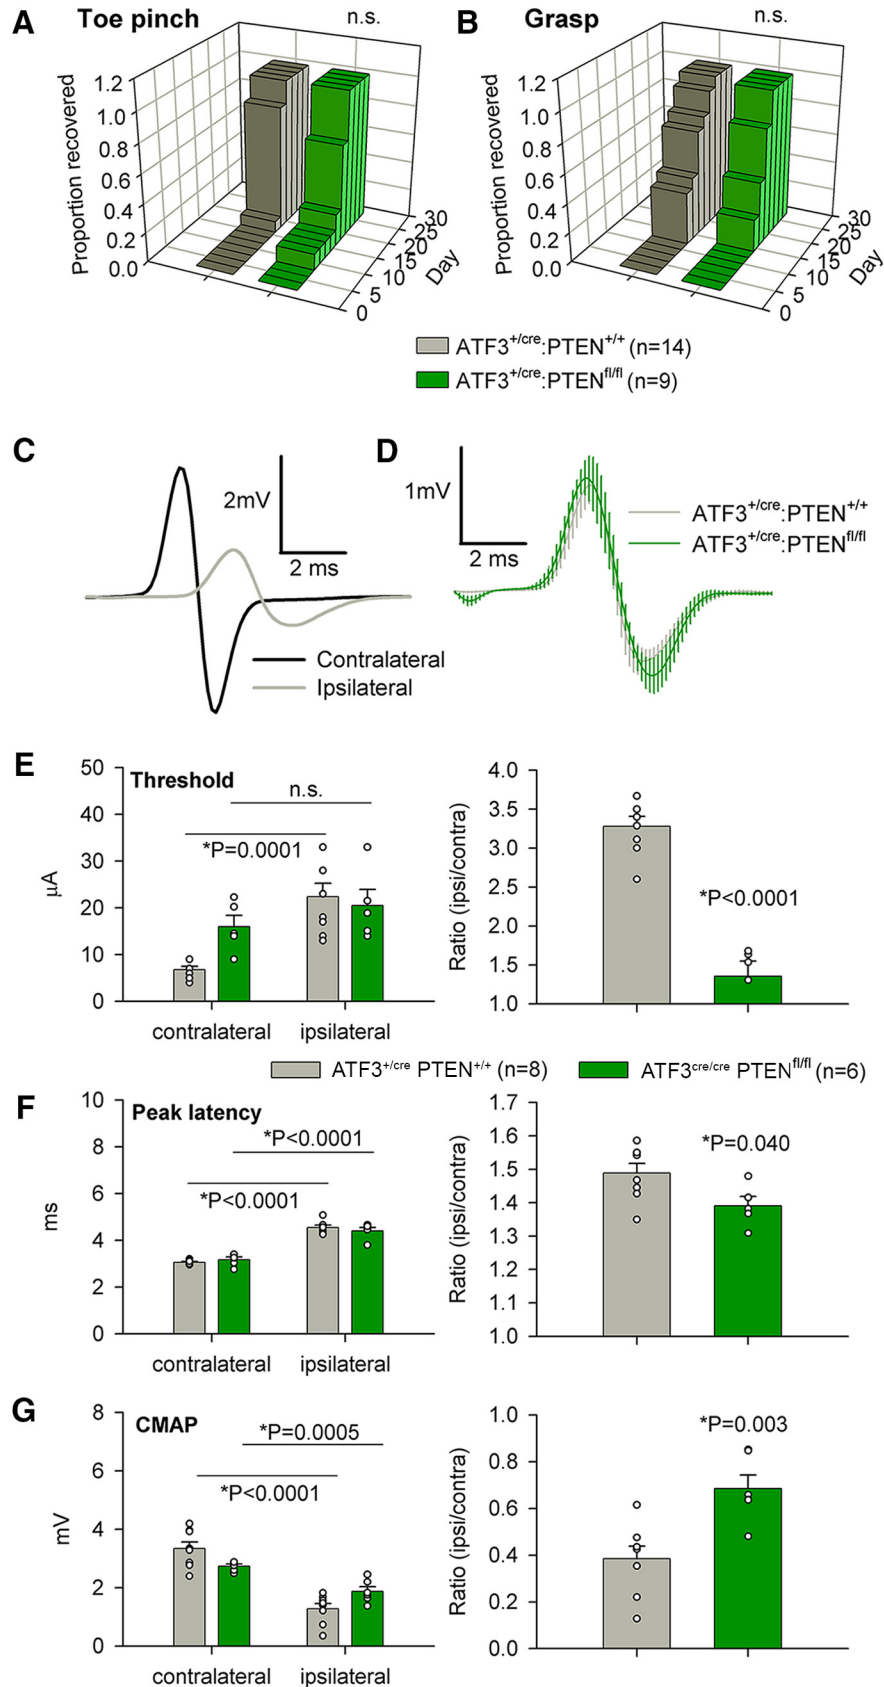 A Toe pinch n.s.
Proportion recovered
1.2
1.0
0.8
0.6
0.4
0.2
0.0
0
5
10
15
20
25
30
Day
B Grasp n.s.
Proportion recovered
1.2
1.0
0.8
0.6
0.4
0.2
0.0
0
5
10
15
20
25
30
Day
ATF3+/cre:PTEN+/+ (n=14)
ATF3+/cre:PTENfl/fl (n=9)
C
2mV
2 ms
Contralateral
Ipsilateral
D
1mV
2 ms
ATF3+/cre:PTEN+/+
ATF3+/cre:PTENfl/fl
E
Threshold
n.s.
*P=0.0001
µA
50
40
30
20
10
0
contralateral ipsilateral
Ratio (ipsi/contra)
4.0
3.5
3.0
2.5
2.0
1.5
1.0
*P<0.0001
ATF3+/cre PTEN+/+ (n=8)
ATF3cre/cre PTENfl/fl (n=6)
F
Peak latency
*P<0.0001
*P<0.0001
ms
10
8
6
4
2
0
contralateral ipsilateral
Ratio (ipsi/contra)
1.7
1.6
1.5
1.4
1.3
1.2
1.1
1.0
*P=0.040
G
CMAP
*P=0.0005
*P<0.0001
mV
8
6
4
2
0
contralateral ipsilateral
Ratio (ipsi/contra)
1.0
0.8
0.6
0.4
0.2
0.0
*P=0.003